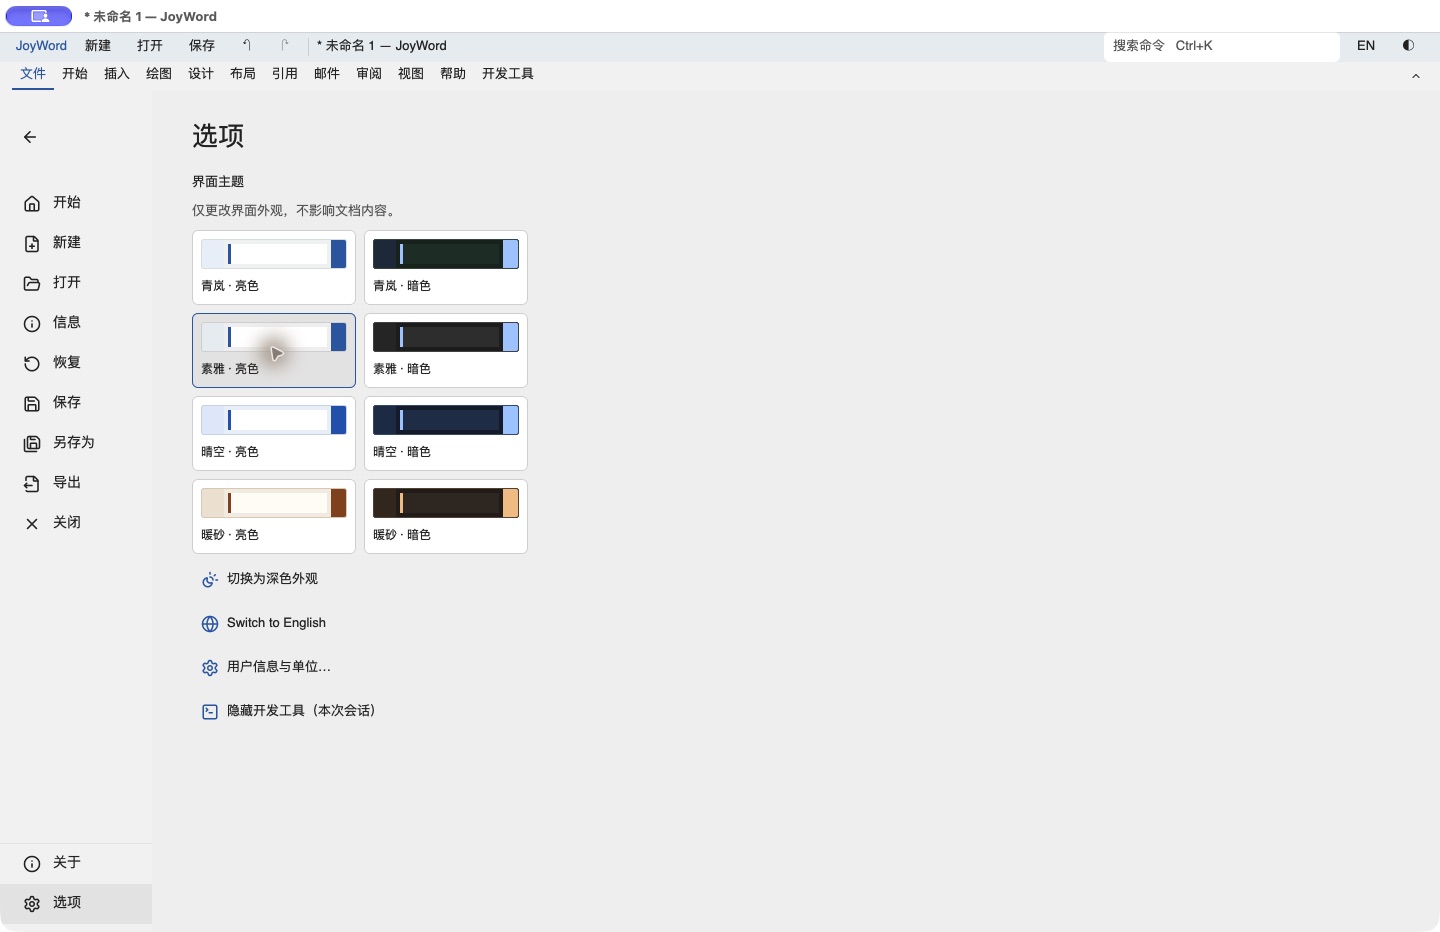 * 未命名 1 — JoyWord
JoyWord 新建 打开 保存 * 未命名 1 — JoyWord 搜索命令 Ctrl+K EN
文件 开始 插入 绘图 设计 布局 引用 邮件 审阅 视图 帮助 开发工具
开始
新建
打开
信息
恢复
保存
另存为
导出
关闭
关于
选项
选项
界面主题
仅更改界面外观，不影响文档内容。
青岚 · 亮色 青岚 · 暗色
素雅 · 亮色 素雅 · 暗色
晴空 · 亮色 晴空 · 暗色
暖砂 · 亮色 暖砂 · 暗色
切换为深色外观
Switch to English
用户信息与单位...
隐藏开发工具（本次会话）